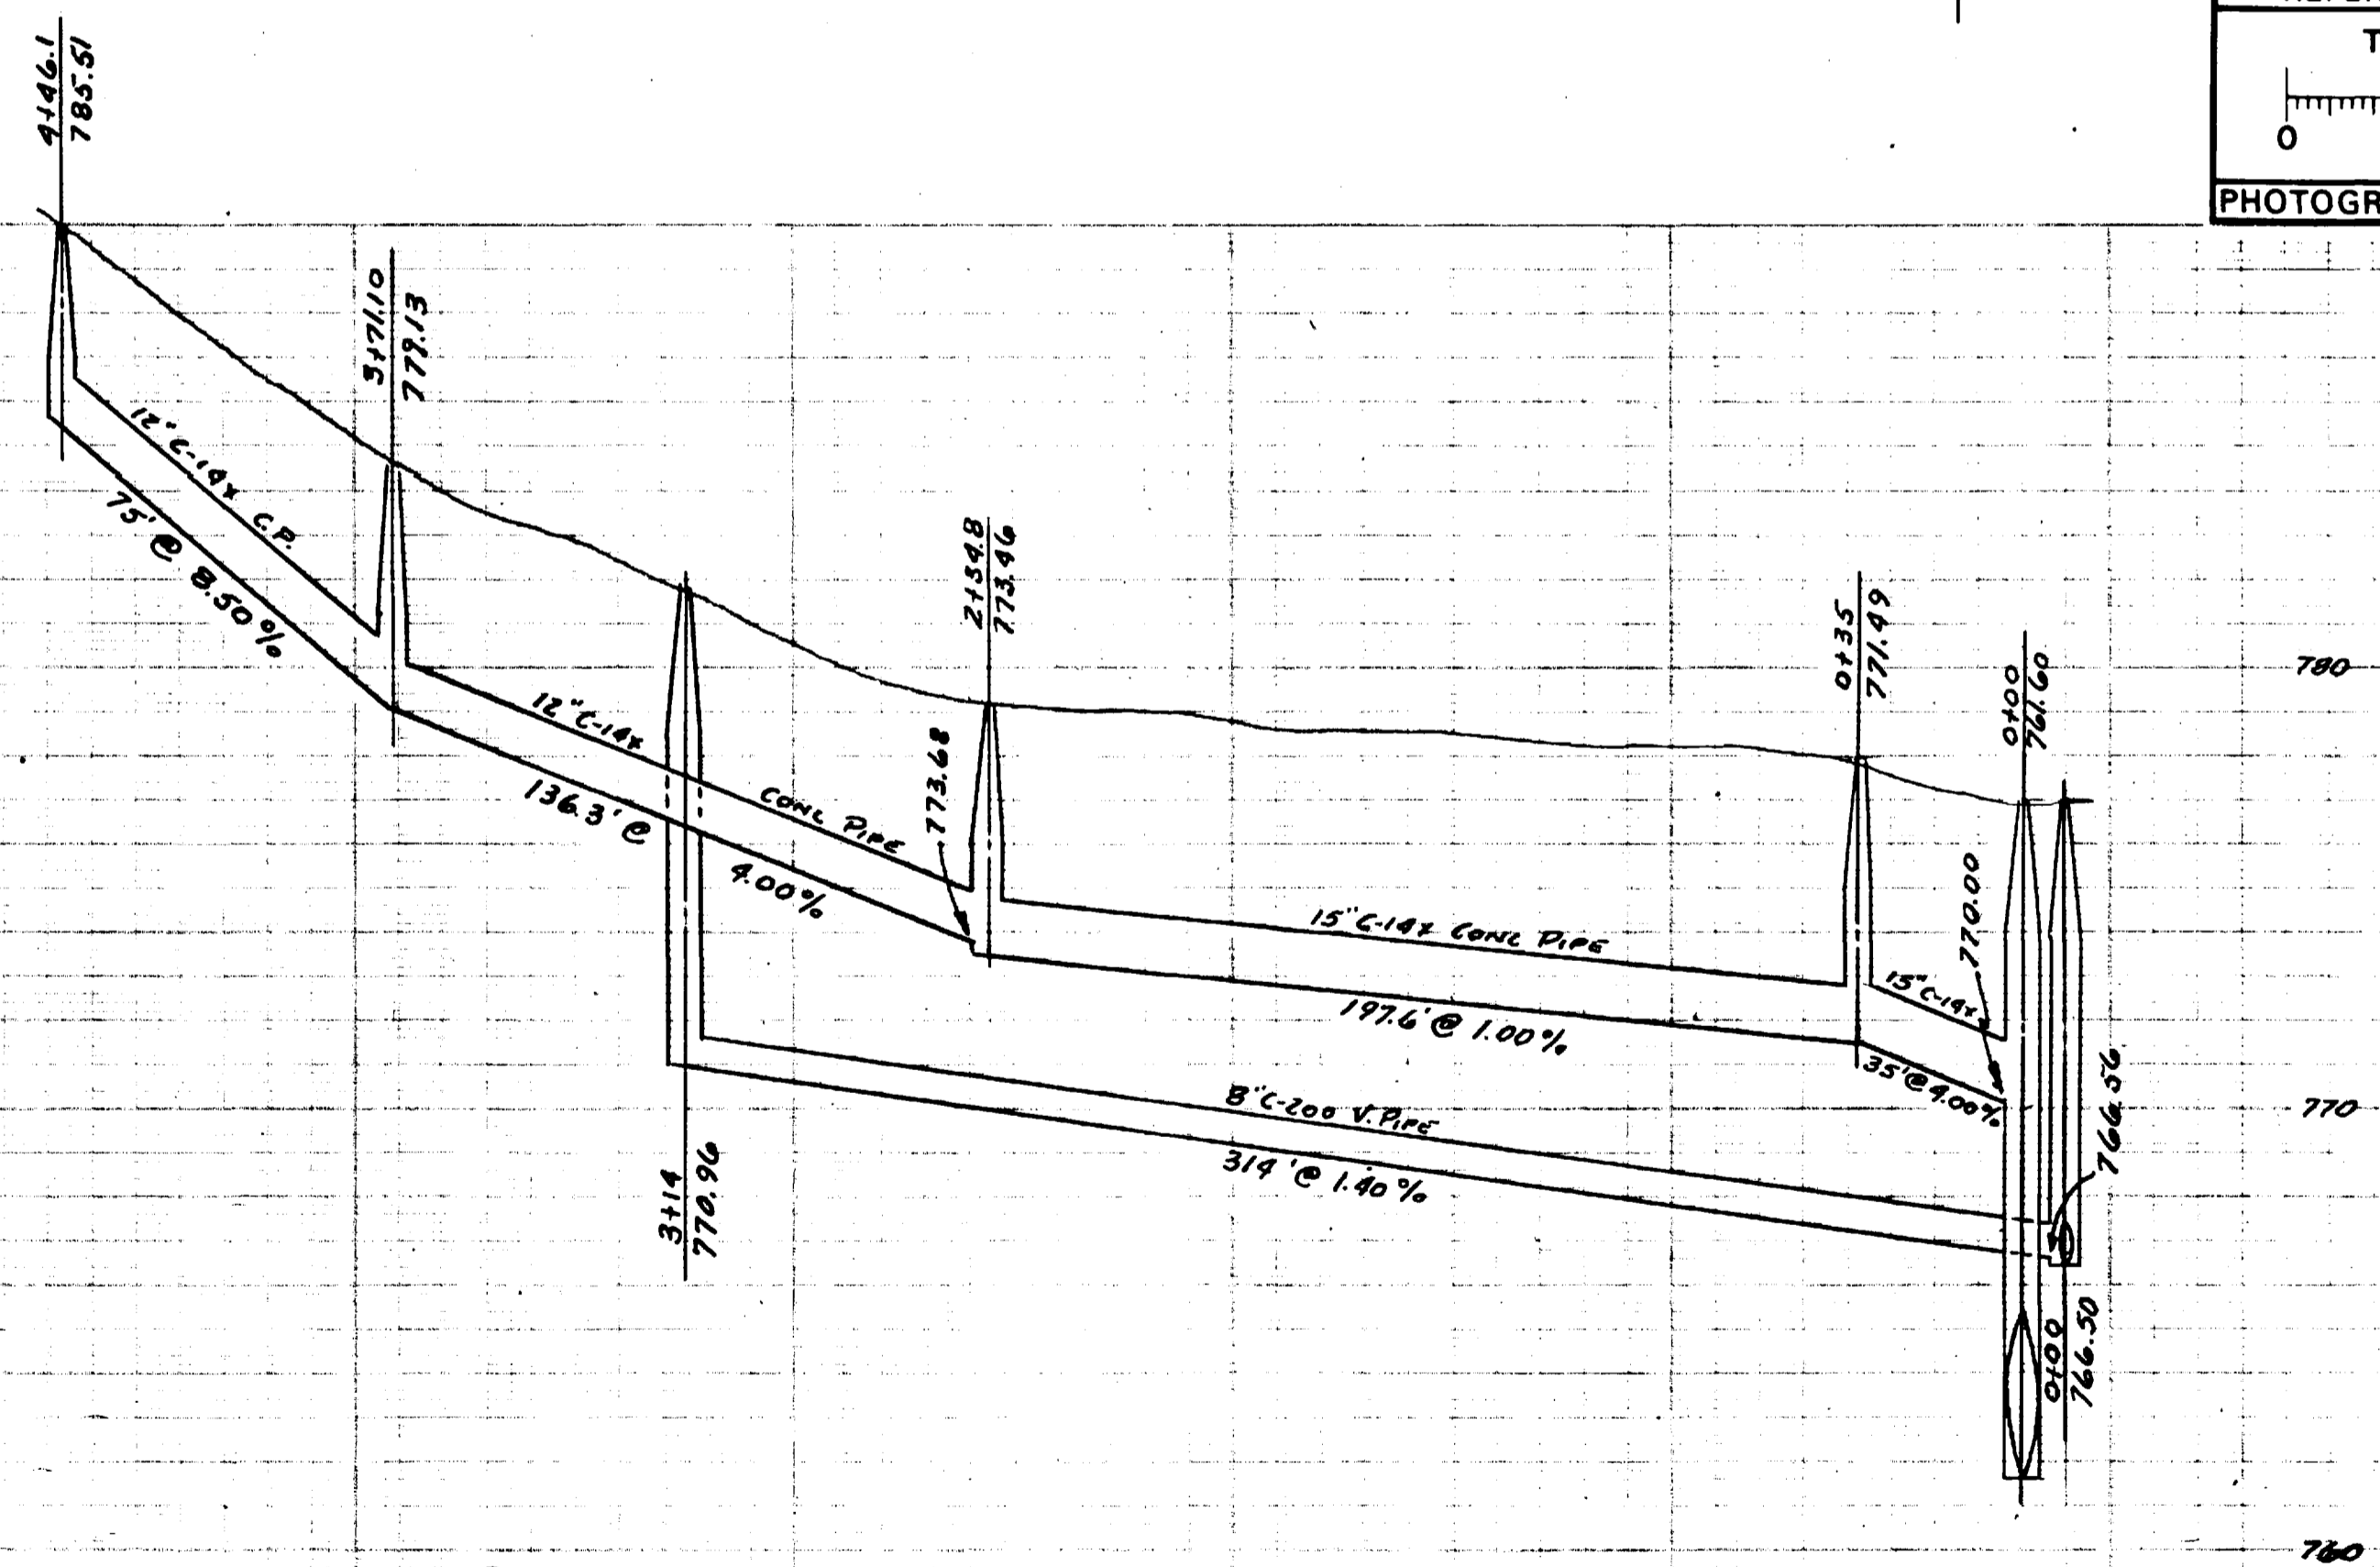 T
0
PHOTOGR
4+46.1
785.51
3+71.10
779.13
12" C-14X C.P.
75' @ 8.50%
12" C-14X CONC PIPE
136.3' @ 4.00%
773.68
2+34.8
773.46
15" C-14X CONC PIPE
197.6' @ 1.00%
0+35
771.49
15" C-14X
35' @ 4.00%
770.00
0+00
761.60
780
770
760
3+14
770.96
8" C-200 V. PIPE
314' @ 1.40%
766.56
0+00
766.50